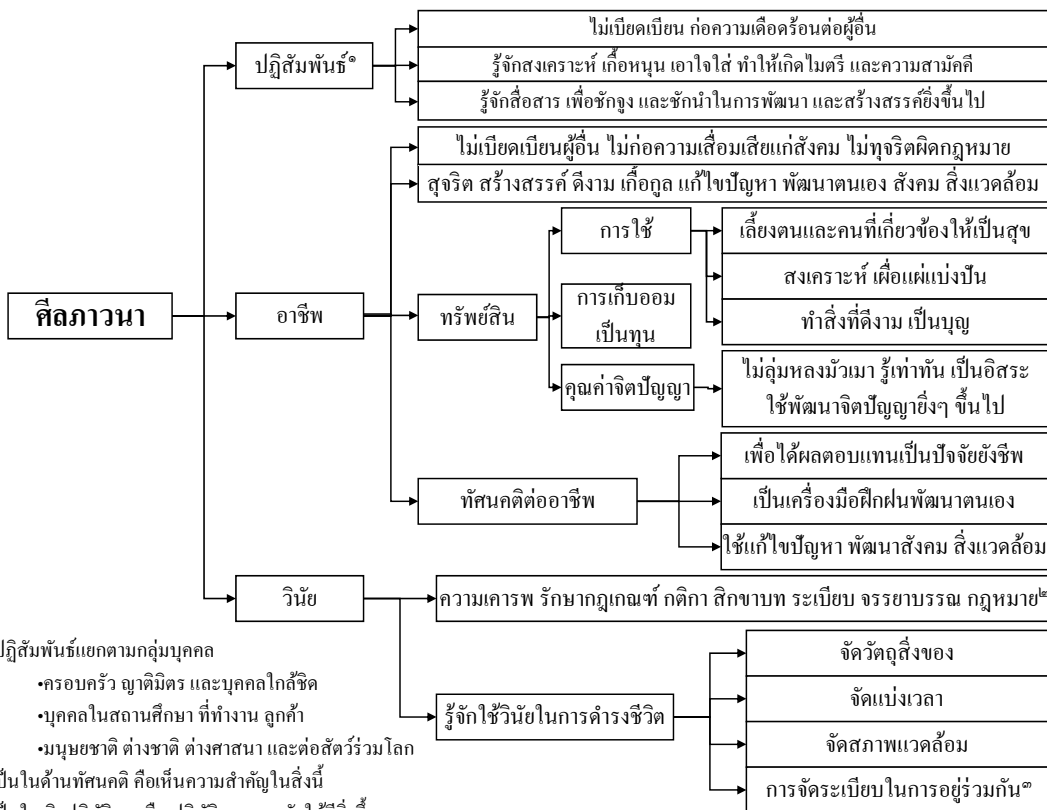 ศีลภาวนา
ปฏิสัมพันธ์๑
ไม่เบียดเบียน ก่อความเดือดร้อนต่อผู้อื่น
รู้จักสงเคราะห์ เกื้อหนุน เอาใจใส่ ทำให้เกิดไมตรี และความสามัคคี
รู้จักสื่อสาร เพื่อชักจูง และชักนำในการพัฒนา และสร้างสรรค์ยิ่งขึ้นไป
อาชีพ
ไม่เบียดเบียนผู้อื่น ไม่ก่อความเสื่อมเสียแก่สังคม ไม่ทุจริตผิดกฎหมาย
สุจริต สร้างสรรค์ ดีงาม เกื้อกูล แก้ไขปัญหา พัฒนาตนเอง สังคม สิ่งแวดล้อม
ทรัพย์สิน
การใช้
เลี้ยงตนและคนที่เกี่ยวข้องให้เป็นสุข
สงเคราะห์ เผื่อแผ่แบ่งปัน
ทำสิ่งที่ดีงาม เป็นบุญ
การเก็บออม
เป็นทุน
คุณค่าจิตปัญญา
ไม่ลุ่มหลงมัวเมา รู้เท่าทัน เป็นอิสระ
ใช้พัฒนาจิตปัญญายิ่งๆ ขึ้นไป
ทัศนคติต่ออาชีพ
เพื่อได้ผลตอบแทนเป็นปัจจัยยังชีพ
เป็นเครื่องมือฝึกฝนพัฒนาตนเอง
ใช้แก้ไขปัญหา พัฒนาสังคม สิ่งแวดล้อม
วินัย
ความเคารพ รักษากฎเกณฑ์ กติกา สิกขาบท ระเบียบ จรรยาบรรณ กฎหมาย๒
รู้จักใช้วินัยในการดำรงชีวิต
จัดวัตถุสิ่งของ
จัดแบ่งเวลา
จัดสภาพแวดล้อม
การจัดระเบียบในการอยู่ร่วมกัน๓
ปฏิสัมพันธ์แยกตามกลุ่มบุคคล
•ครอบครัว ญาติมิตร และบุคคลใกล้ชิด
•บุคคลในสถานศึกษา ที่ทำงาน ลูกค้า
•มนุษยชาติ ต่างชาติ ต่างศาสนา และต่อสัตว์ร่วมโลก
เป็นในด้านทัศนคติ คือเห็นความสำคัญในสิ่งนี้